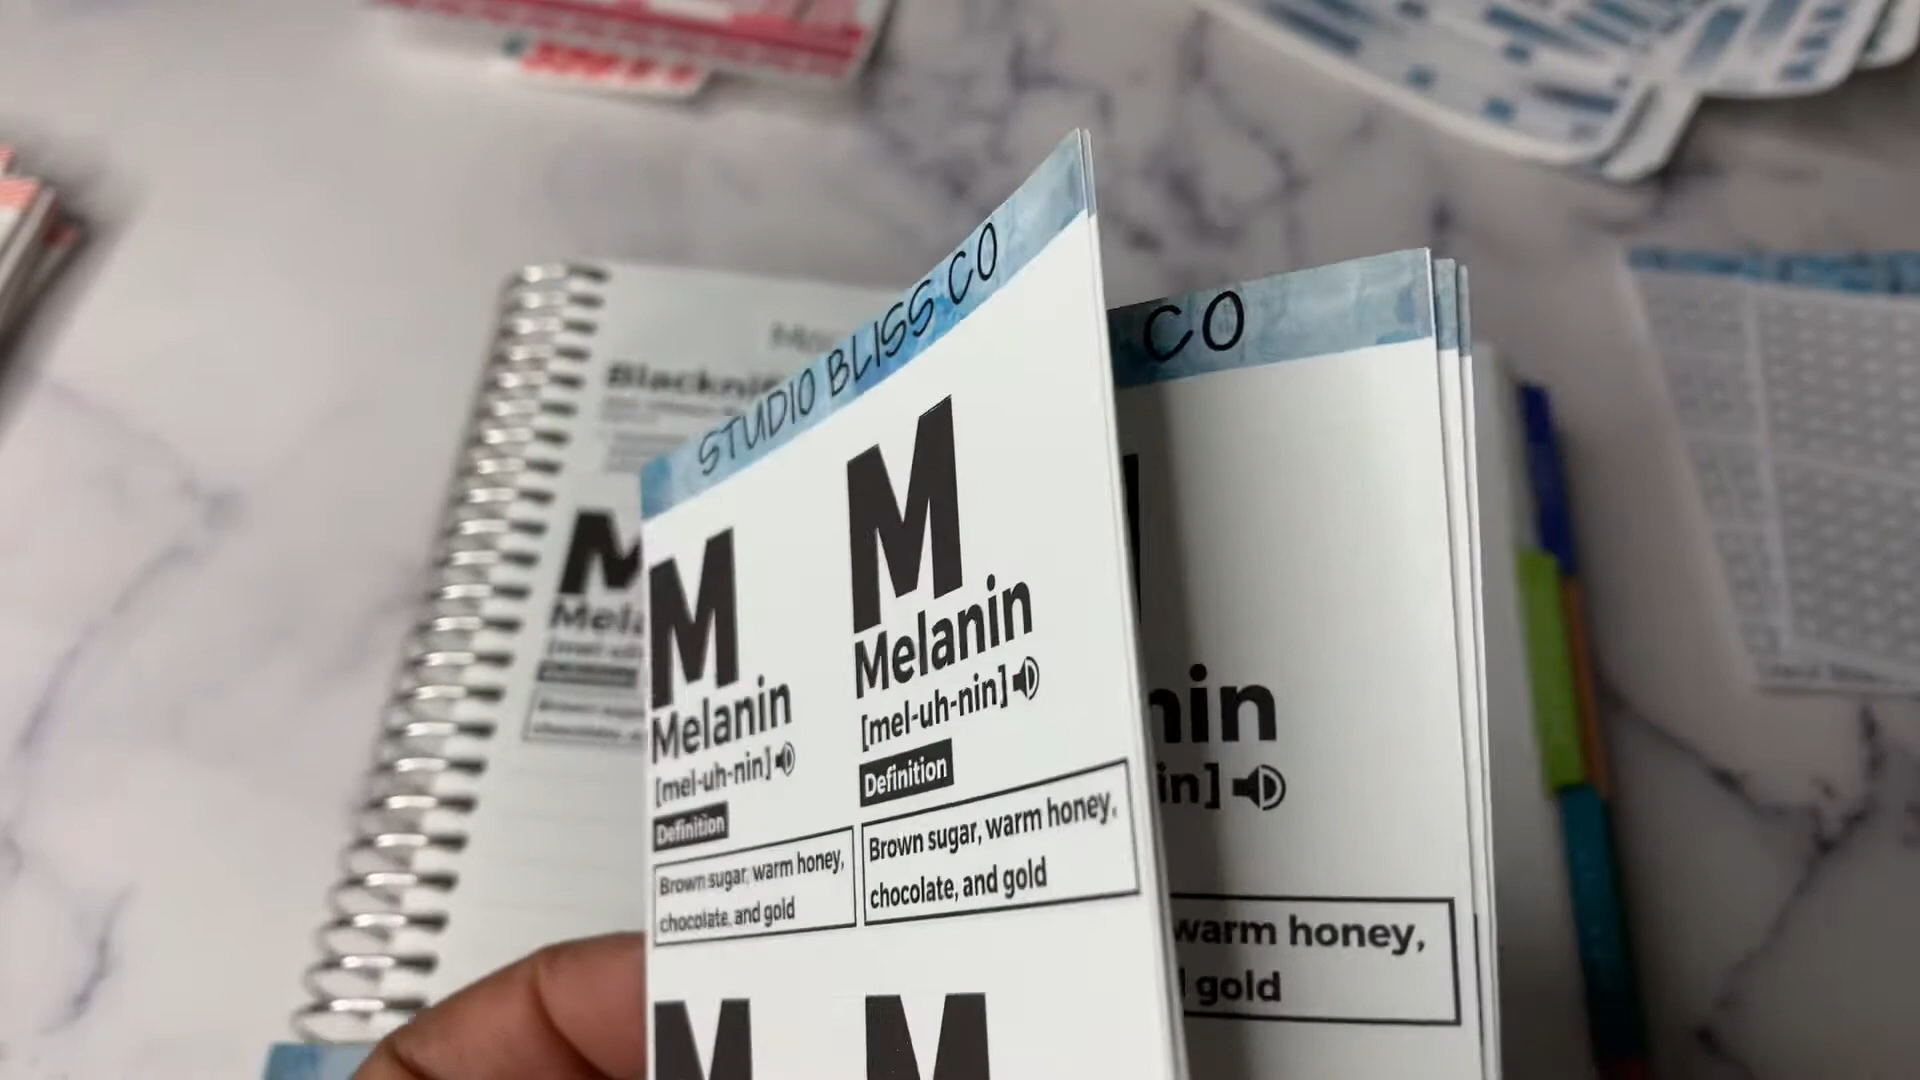 STUDIO BLISS CO
M
Melanin
[mel-uh-nin]
Definition
Brown sugar, warm honey,
chocolate, and gold
M
Melanin
[mel-uh-nin]
Definition
Brown sugar, warm honey,
chocolate, and gold
M
M
CO
nin
in]
warm honey,
gold
M